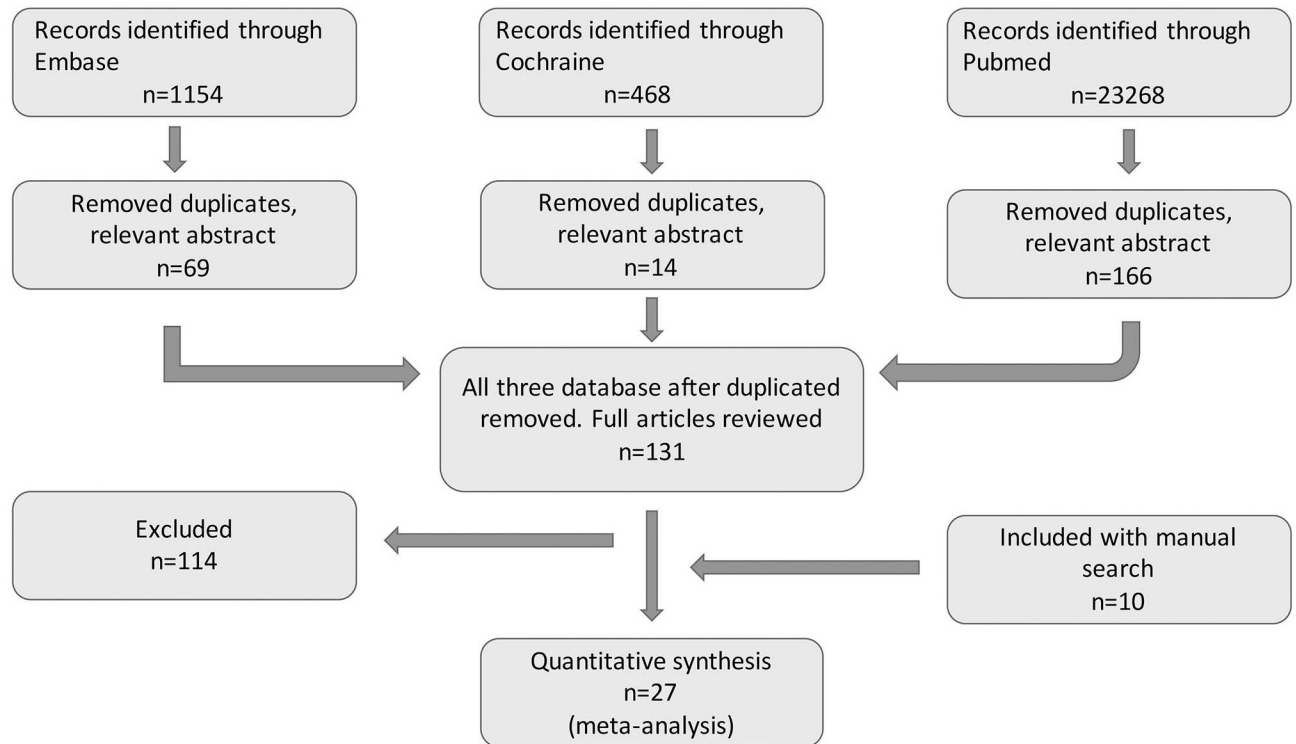 Records identified through
Embase
n=1154
Records identified through
Cochraine
n=468
Records identified through
Pubmed
n=23268
Removed duplicates,
relevant abstract
n=69
Removed duplicates,
relevant abstract
n=14
Removed duplicates,
relevant abstract
n=166
All three database after duplicated
removed. Full articles reviewed
n=131
Excluded
n=114
Included with manual
search
n=10
Quantitative synthesis
n=27
(meta-analysis)